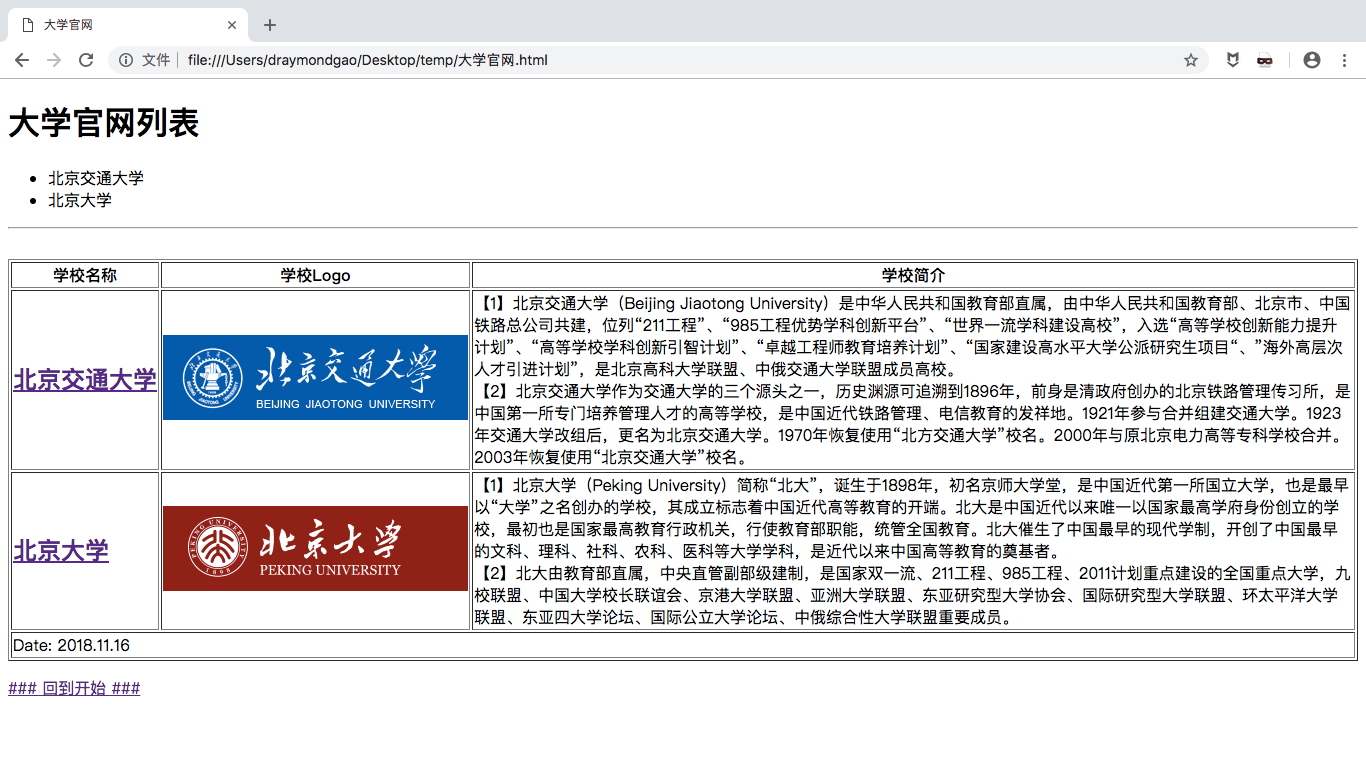 大学官网
文件
file:///Users/draymondgao/Desktop/temp/大学官网.html
大学官网列表
北京交通大学
北京大学
学校名称
学校Logo
学校简介
北京交通大学
北京交通大学
BEIJING JIAOTONG UNIVERSITY
【1】北京交通大学（Beijing Jiaotong University）是中华人民共和国教育部直属，由中华人民共和国教育部、北京市、中国
铁路总公司共建，位列“211工程”、“985工程优势学科创新平台”、“世界一流学科建设高校”，入选“高等学校创新能力提升
计划”、“高等学校学科创新引智计划”、“卓越工程师教育培养计划”、“国家建设高水平大学公派研究生项目“、”海外高层次
人才引进计划”，是北京高科大学联盟、中俄交通大学联盟成员高校。
【2】北京交通大学作为交通大学的三个源头之一，历史渊源可追溯到1896年，前身是清政府创办的北京铁路管理传习所，是
中国第一所专门培养管理人才的高等学校，是中国近代铁路管理、电信教育的发祥地。1921年参与合并组建交通大学。1923
年交通大学改组后，更名为北京交通大学。1970年恢复使用“北方交通大学”校名。2000年与原北京电力高等专科学校合并。
2003年恢复使用“北京交通大学”校名。
北京大学
北京大学
PEKING UNIVERSITY
1898
【1】北京大学（Peking University）简称“北大”，诞生于1898年，初名京师大学堂，是中国近代第一所国立大学，也是最早
以“大学”之名创办的学校，其成立标志着中国近代高等教育的开端。北大是中国近代以来唯一以国家最高学府身份创立的学
校，最初也是国家最高教育行政机关，行使教育部职能，统管全国教育。北大催生了中国最早的现代学制，开创了中国最早
的文科、理科、社科、农科、医科等大学学科，是近代以来中国高等教育的奠基者。
【2】北大由教育部直属，中央直管副部级建制，是国家双一流、211工程、985工程、2011计划重点建设的全国重点大学，九
校联盟、中国大学校长联谊会、京港大学联盟、亚洲大学联盟、东亚研究型大学协会、国际研究型大学联盟、环太平洋大学
联盟、东亚四大学论坛、国际公立大学论坛、中俄综合性大学联盟重要成员。
Date: 2018.11.16
### 回到开始 ###